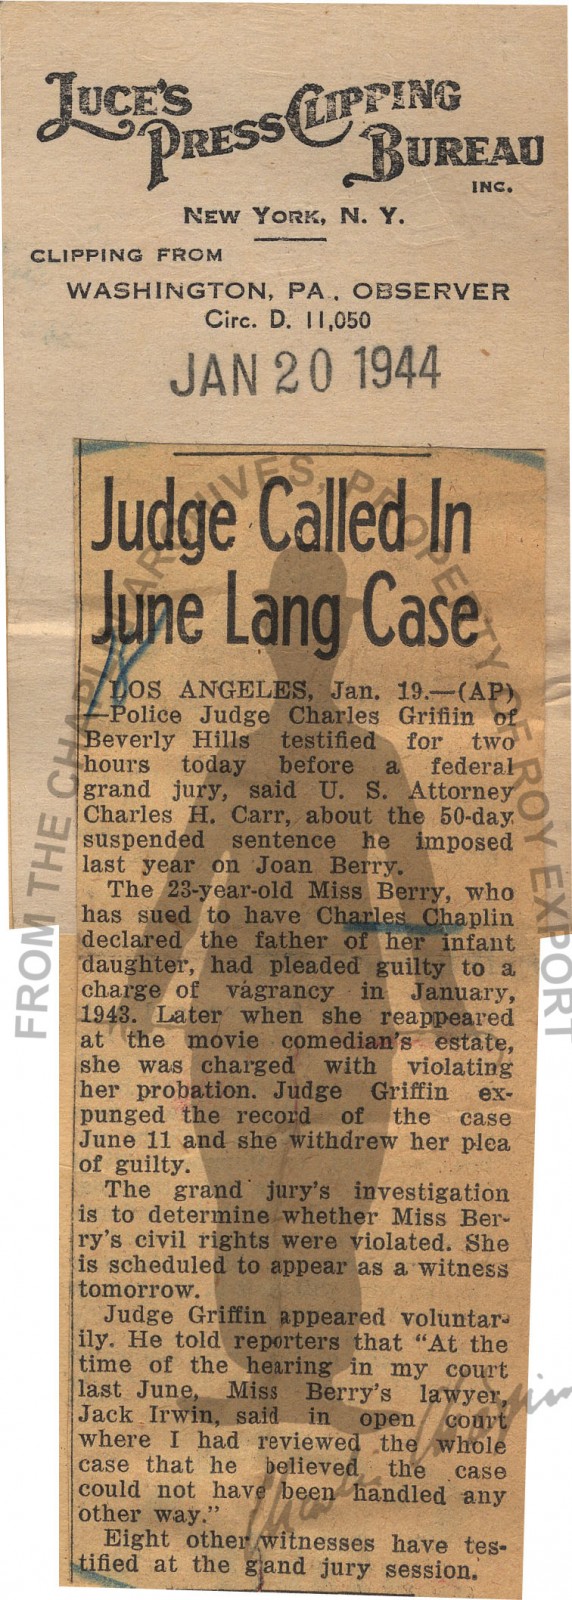 LUCE'S
PRESS CLIPPING
BUREAU
INC.
NEW YORK, N. Y.
CLIPPING FROM
WASHINGTON, PA. OBSERVER
Circ. D. 11,050
JAN 20 1944
Judge Called In
June Lang Case
LOS ANGELES, Jan. 19.—(AP)
—Police Judge Charles Griffin of
Beverly Hills testified for two
hours today before a federal
grand jury, said U. S. Attorney
Charles H. Carr, about the 50-day
suspended sentence he imposed
last year on Joan Berry.
The 23-year-old Miss Berry, who
has sued to have Charles Chaplin
declared the father of her infant
daughter, had pleaded guilty to a
charge of vagrancy in January,
1943. Later when she reappeared
at the movie comedian's estate,
she was charged with violating
her probation. Judge Griffin ex-
punged the record of the case
June 11 and she withdrew her plea
of guilty.
The grand jury's investigation
is to determine whether Miss Ber-
ry's civil rights were violated. She
is scheduled to appear as a witness
tomorrow.
Judge Griffin appeared voluntar-
ily. He told reporters that "At the
time of the hearing in my court
last June, Miss Berry's lawyer,
Jack Irwin, said in open court
where I had reviewed the whole
case that he believed the case
could not have been handled any
other way."
Eight other witnesses have tes-
tified at the grand jury session.
FROM THE CHAPLIN ARCHIVES, PROPERTY OF ROY EXPORT
Charlie Chaplin